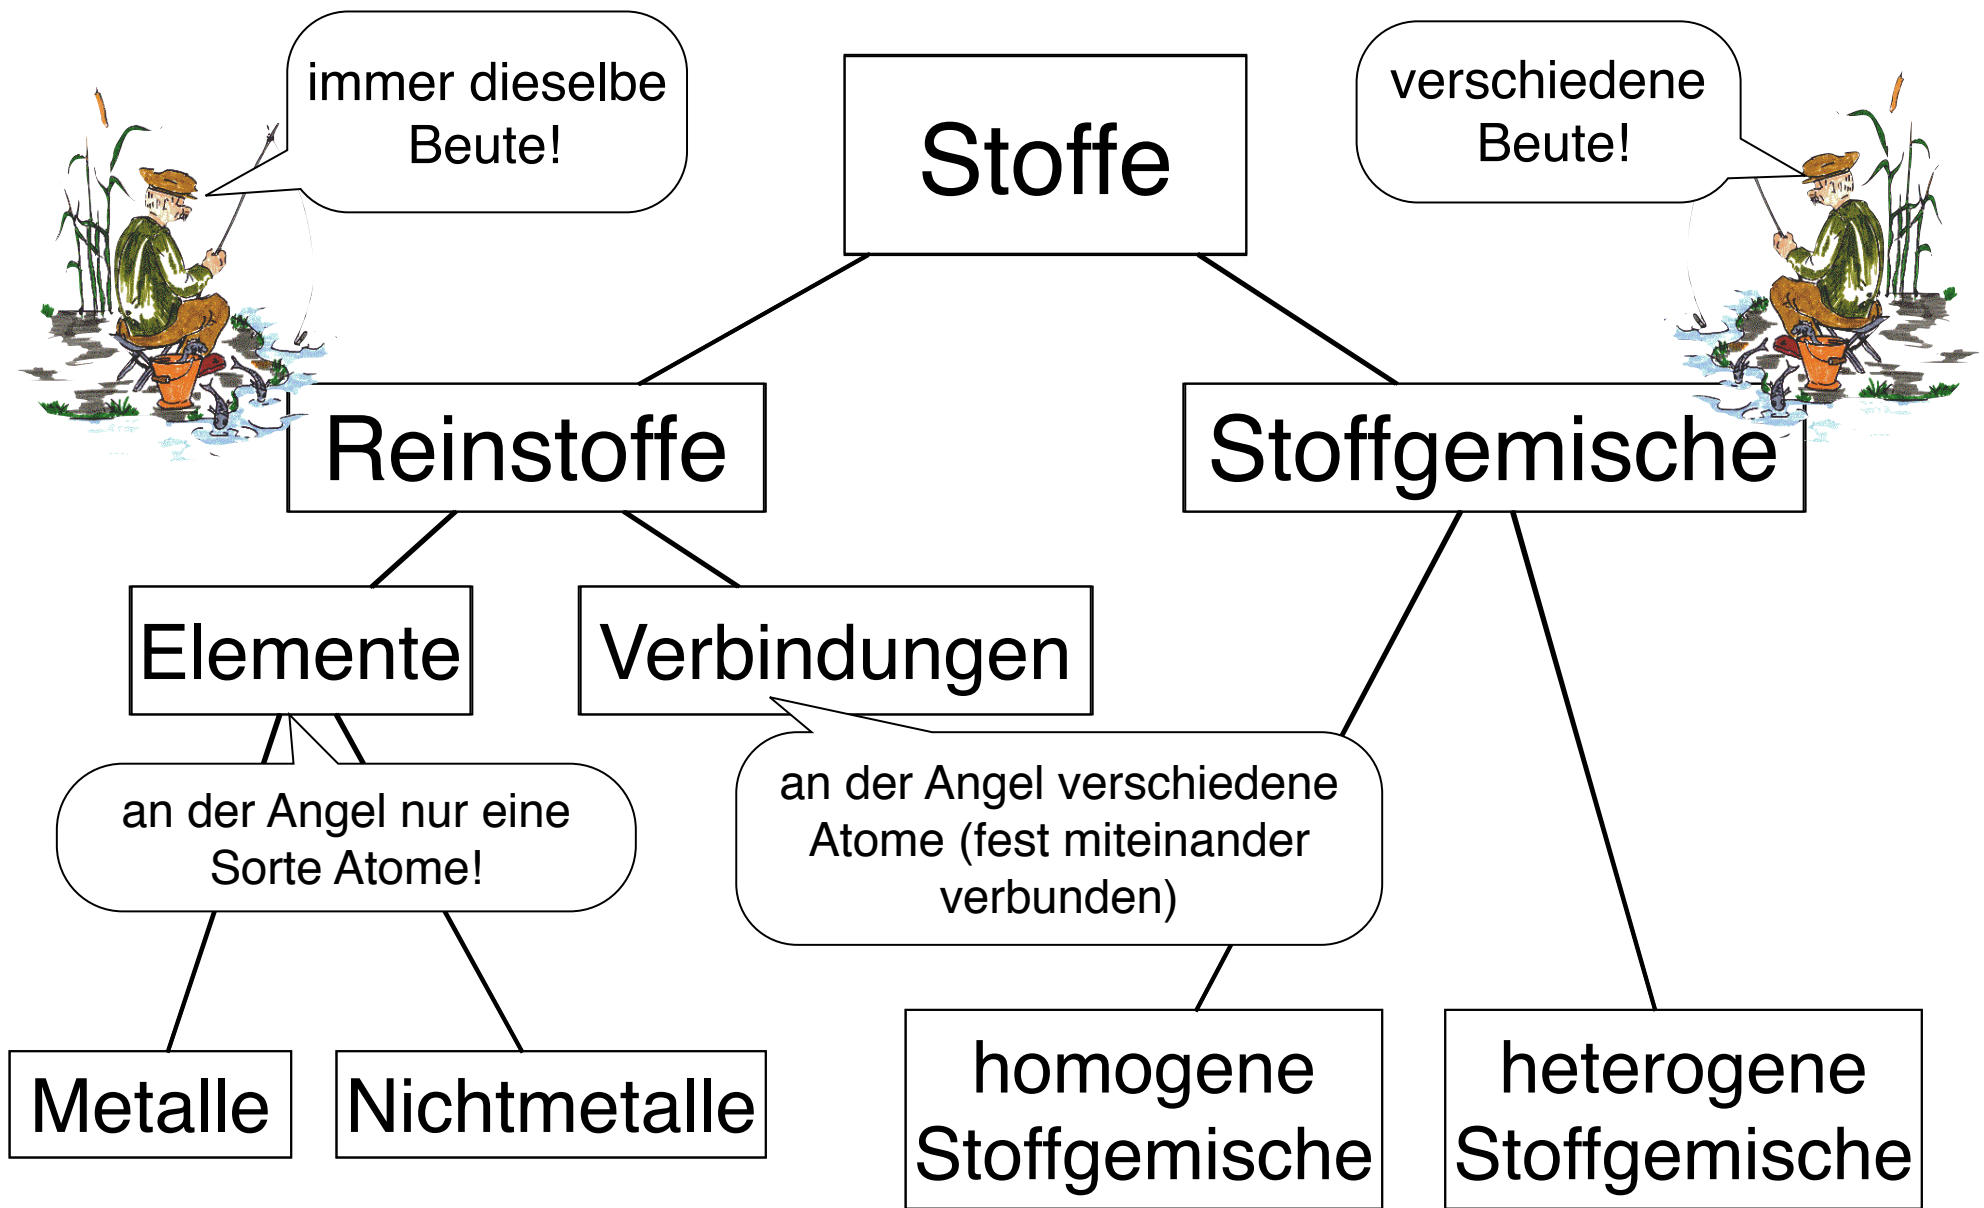 immer dieselbe
Beute!
Stoffe
verschiedene
Beute!
Reinstoffe
Stoffgemische
Elemente
Verbindungen
an der Angel nur eine
Sorte Atome!
an der Angel verschiedene
Atome (fest miteinander
verbunden)
Metalle
Nichtmetalle
homogene
Stoffgemische
heterogene
Stoffgemische